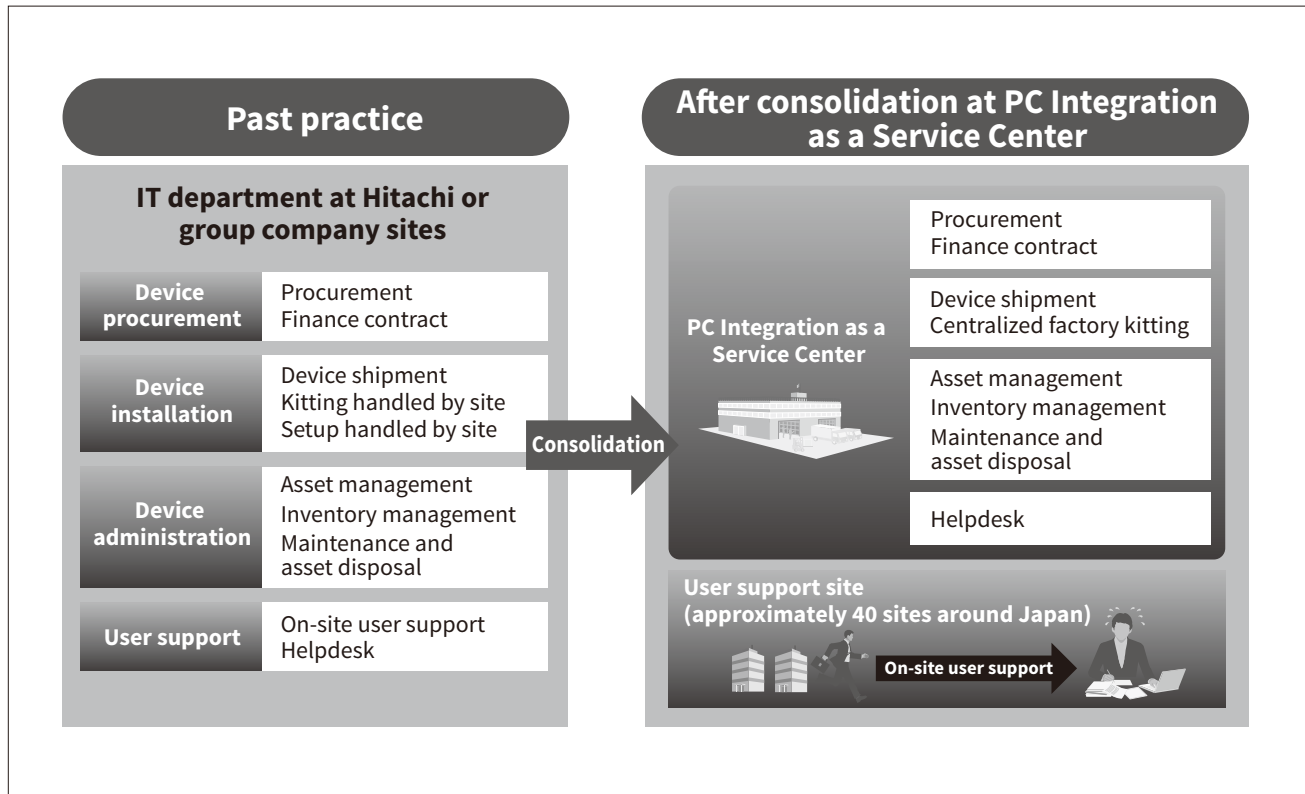 Past practice
IT department at Hitachi or
group company sites
Device
procurement
Procurement
Finance contract
Device
installation
Device shipment
Kitting handled by site
Setup handled by site
Device
administration
Asset management
Inventory management
Maintenance and
asset disposal
User support
On-site user support
Helpdesk
Consolidation
After consolidation at PC Integration
as a Service Center
PC Integration as a
Service Center
Procurement
Finance contract
Device shipment
Centralized factory kitting
Asset management
Inventory management
Maintenance and
asset disposal
Helpdesk
User support site
(approximately 40 sites around Japan)
On-site user support